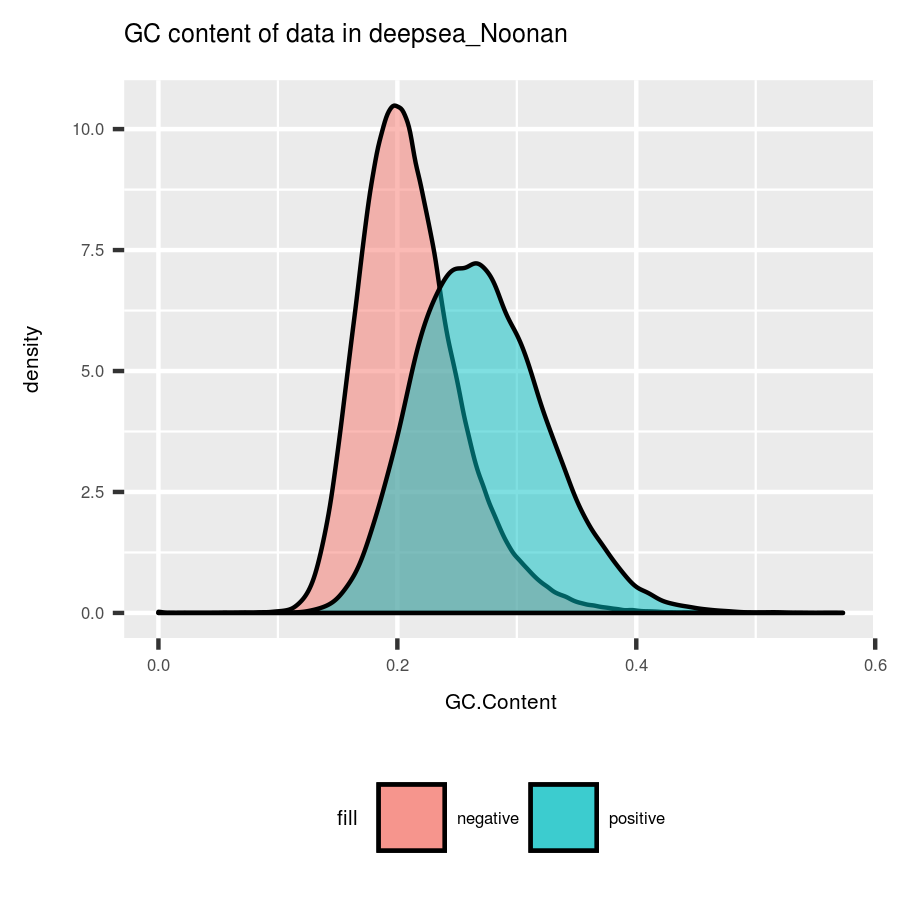 GC content of data in deepsea_Noonan
10.0
7.5
5.0
2.5
0.0
density
0.0 0.2 0.4 0.6
GC.Content
fill negative positive